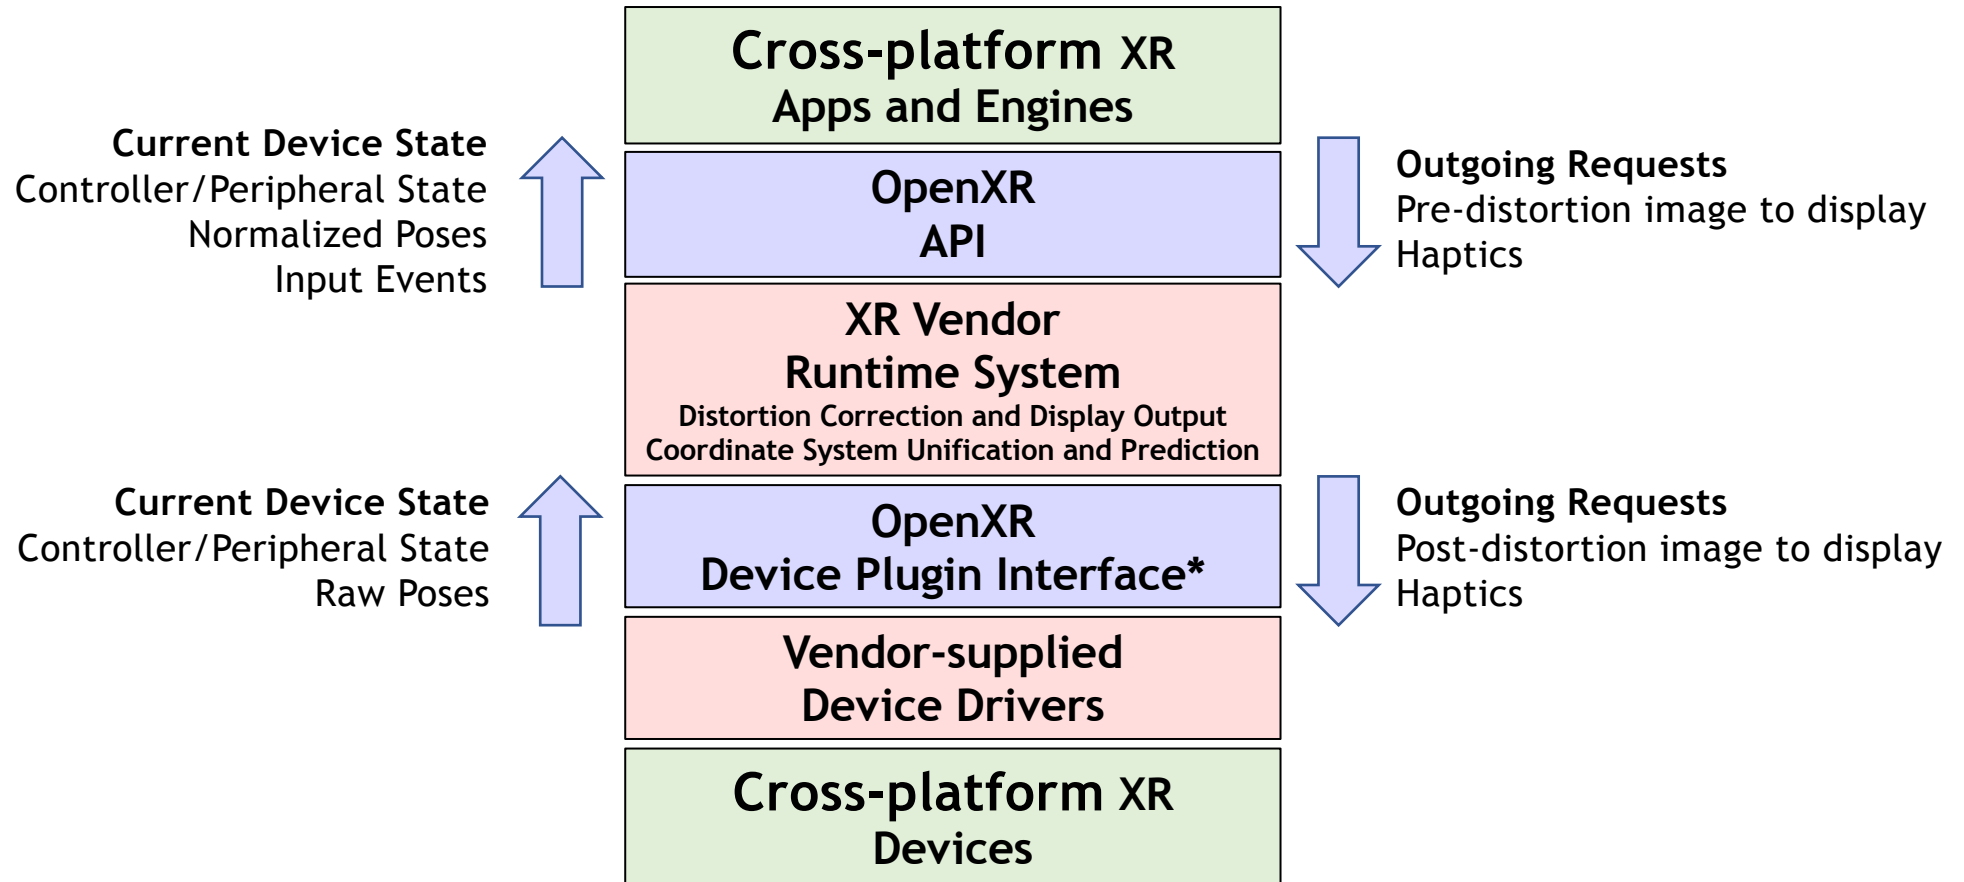 Cross-platform XR
Apps and Engines
Current Device State
Controller/Peripheral State
Normalized Poses
Input Events
OpenXR
API
Outgoing Requests
Pre-distortion image to display
Haptics
XR Vendor
Runtime System
Distortion Correction and Display Output
Coordinate System Unification and Prediction
Current Device State
Controller/Peripheral State
Raw Poses
OpenXR
Device Plugin Interface*
Outgoing Requests
Post-distortion image to display
Haptics
Vendor-supplied
Device Drivers
Cross-platform XR
Devices